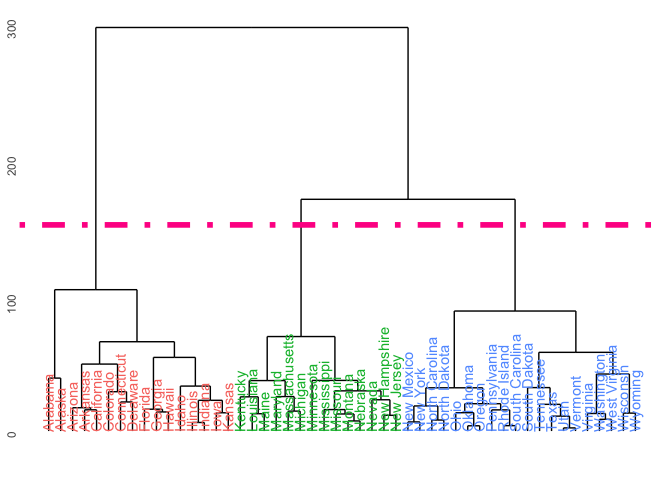 300
200
100
0
Alabama
Alaska
Arizona
Arkansas
California
Colorado
Connecticut
Delaware
Florida
Georgia
Hawaii
Idaho
Illinois
Indiana
Iowa
Kansas
Kentucky
Louisiana
Maine
Maryland
Massachusetts
Michigan
Minnesota
Mississippi
Missouri
Montana
Nebraska
Nevada
New Hampshire
New Jersey
New Mexico
New York
North Carolina
North Dakota
Ohio
Oklahoma
Oregon
Pennsylvania
Rhode Island
South Carolina
South Dakota
Tennessee
Texas
Utah
Vermont
Virginia
Washington
West Virginia
Wisconsin
Wyoming